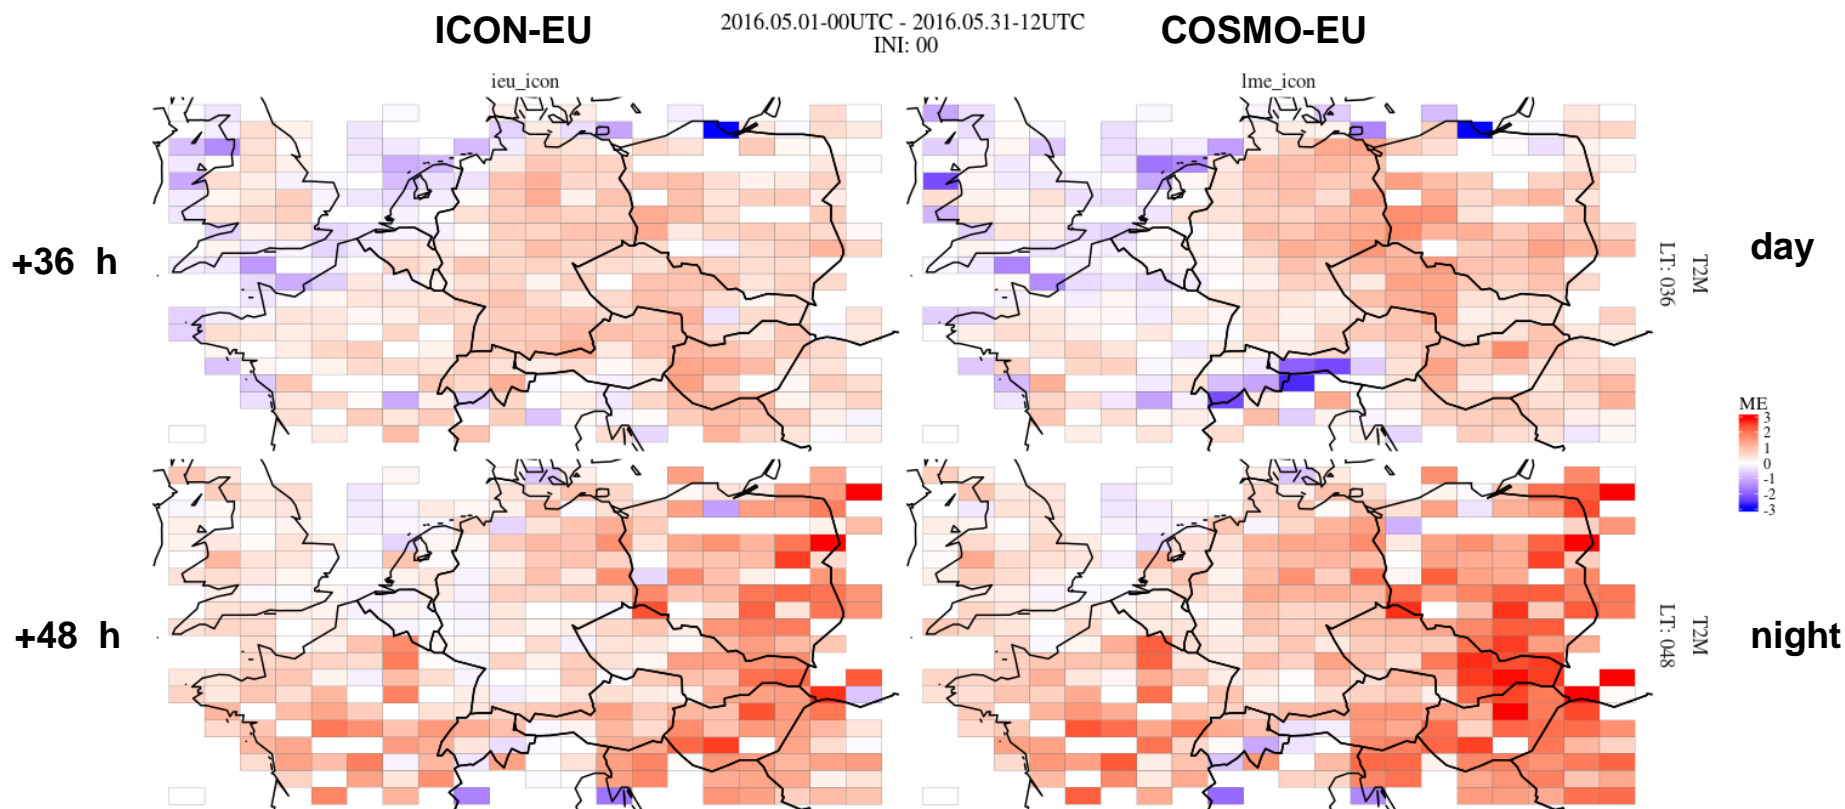 ICON-EU
2016.05.01-00UTC - 2016.05.31-12UTC
INI: 00
COSMO-EU
ieu_icon
lme_icon
+36 h
T2M
LT: 036
day
ME
3
2
1
0
-1
-2
-3
+48 h
T2M
LT: 048
night